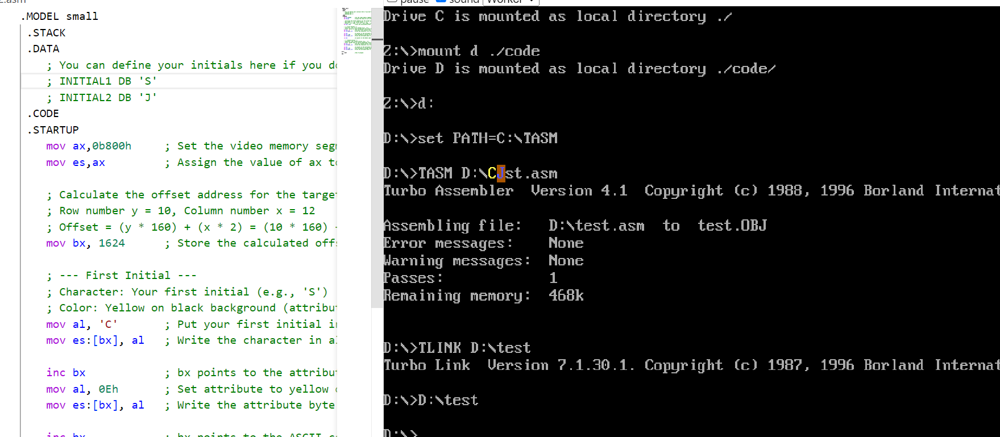 2.asm
.MODEL small
.STACK
.DATA
; You can define your initials here if you do
; INITIAL1 DB 'S'
; INITIAL2 DB 'J'
.CODE
.STARTUP
mov ax,0b800h ; Set the video memory seg
mov es,ax ; Assign the value of ax to
; Calculate the offset address for the target
; Row number y = 10, Column number x = 12
; Offset = (y * 160) + (x * 2) = (10 * 160)
mov bx, 1624 ; Store the calculated off
; --- First Initial ---
; Character: Your first initial (e.g., 'S')
; Color: Yellow on black background (attribu
mov al, 'C' ; Put your first initial i
mov es:[bx], al ; Write the character in a
inc bx ; bx points to the attribu
mov al, 0Eh ; Set attribute to yellow
mov es:[bx], al ; Write the attribute byte
inc bx ; bx points to the ASCII c
pause sound Worker
Drive C is mounted as local directory ./
Z:\>mount d ./code
Drive D is mounted as local directory ./code/
Z:\>d:
D:\>set PATH=C:\TASM
D:\>TASM D:\CJst.asm
Turbo Assembler Version 4.1 Copyright (c) 1988, 1996 Borland Internat
Assembling file: D:\test.asm to test.OBJ
Error messages: None
Warning messages: None
Passes: 1
Remaining memory: 468k
D:\>TLINK D:\test
Turbo Link Version 7.1.30.1. Copyright (c) 1987, 1996 Borland Internat
D:\>D:\test
D:\>